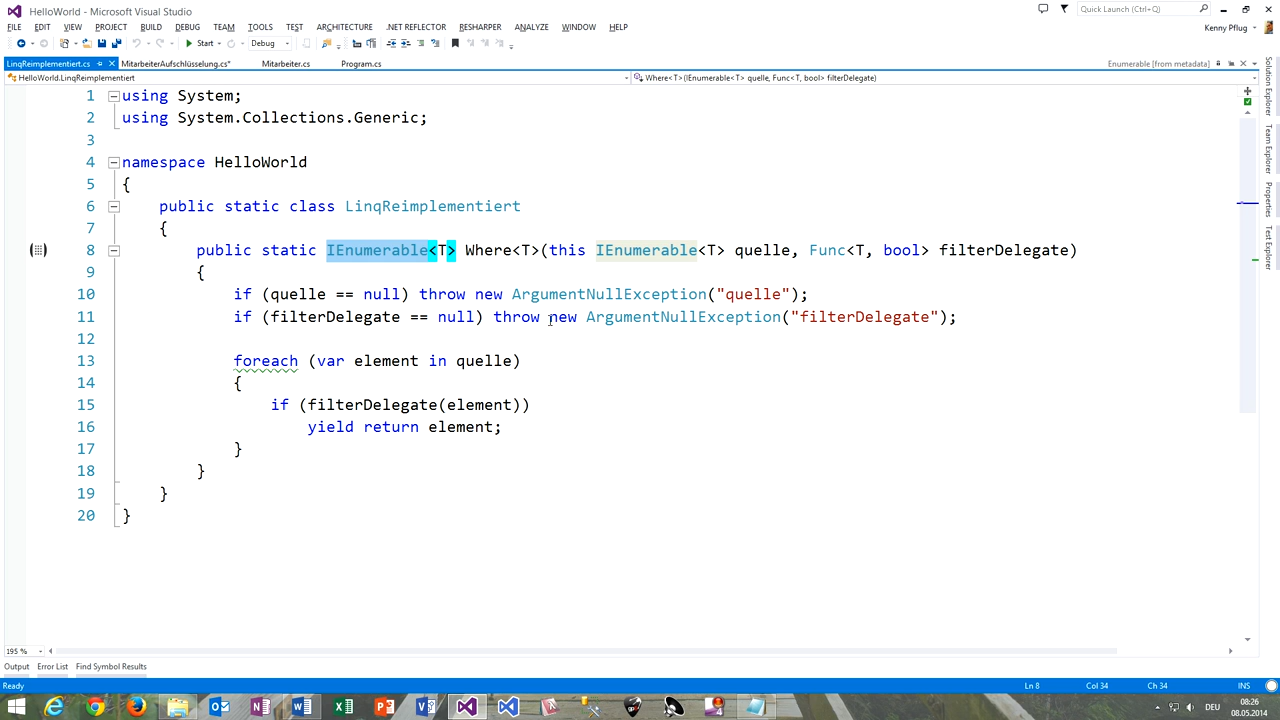 HelloWorld - Microsoft Visual Studio
Quick Launch (Ctrl+Q)
FILE EDIT VIEW PROJECT BUILD DEBUG TEAM TOOLS TEST ARCHITECTURE .NET REFLECTOR RESHARPER ANALYZE WINDOW HELP
Kenny Pflug
Start Debug
LinqReimplementiert.cs MitarbeiterAufschlüsselung.cs* Mitarbeiter.cs Program.cs Enumerable [from metadata]
HelloWorld.LinqReimplementiert Where<T>(IEnumerable<T> quelle, Func<T, bool> filterDelegate)
1 using System;
2 using System.Collections.Generic;
3
4 namespace HelloWorld
5 {
6 public static class LinqReimplementiert
7 {
8 public static IEnumerable<T> Where<T>(this IEnumerable<T> quelle, Func<T, bool> filterDelegate)
9 {
10 if (quelle == null) throw new ArgumentNullException("quelle");
11 if (filterDelegate == null) throw new ArgumentNullException("filterDelegate");
12
13 foreach (var element in quelle)
14 {
15 if (filterDelegate(element))
16 yield return element;
17 }
18 }
19 }
20 }
Solution Explorer
Team Explorer
Properties
Test Explorer
195 %
Output Error List Find Symbol Results
Ready Ln 8 Col 34 Ch 34 INS
DEU
08:26
08.05.2014